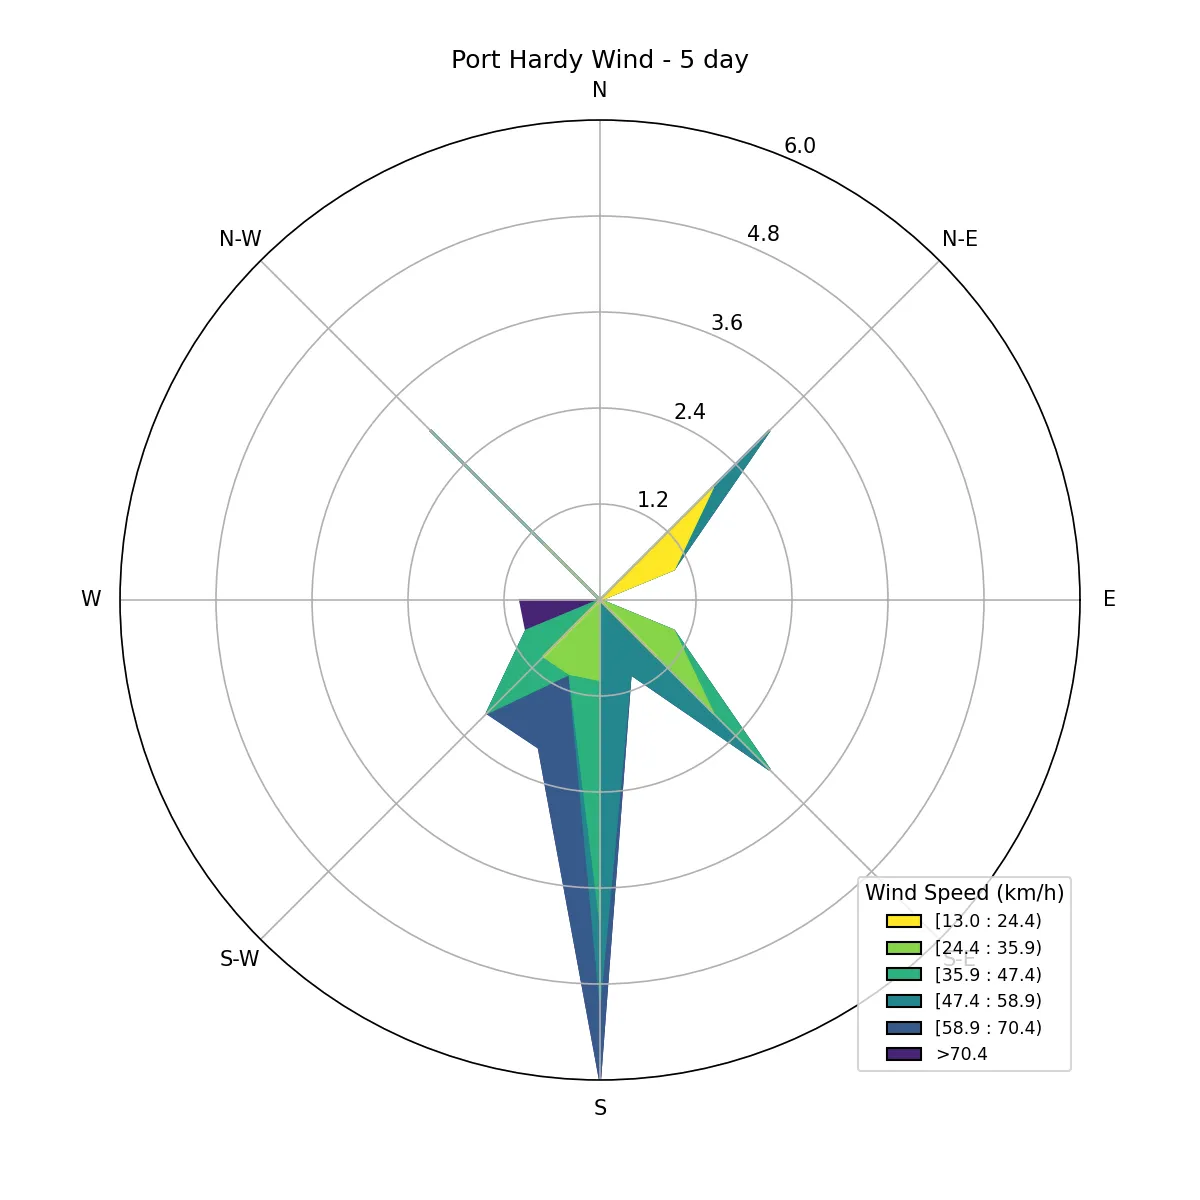 Port Hardy Wind - 5 day
N
6.0
4.8
N-W
N-E
3.6
2.4
1.2
W
E
Wind Speed (km/h)
[13.0 : 24.4)
[24.4 : 35.9)
S-W
S-E
[35.9 : 47.4)
[47.4 : 58.9)
[58.9 : 70.4)
>70.4
S